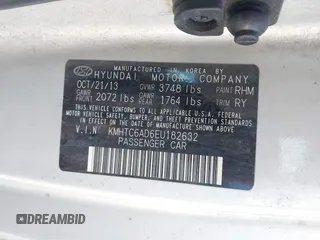 MANUFACTURED IN KOREA BY
HYUNDAI MOTOR COMPANY
OCT/21/13 GVWR 3748 lbs PAINT RHM
GAWR FRONT 2072 lbs GAWR REAR 1764 lbs TRIM RY
THIS VEHICLE CONFORMS TO ALL APPLICABLE
FEDERAL MOTOR VEHICLE SAFETY, BUMPER, AND
THEFT PREVENTION STANDARDS IN EFFECT ON
THE DATE OF MANUFACTURE SHOWN ABOVE.
V.I.N: KMHTC6AD6EU182632
PASSENGER CAR
DREAMBID